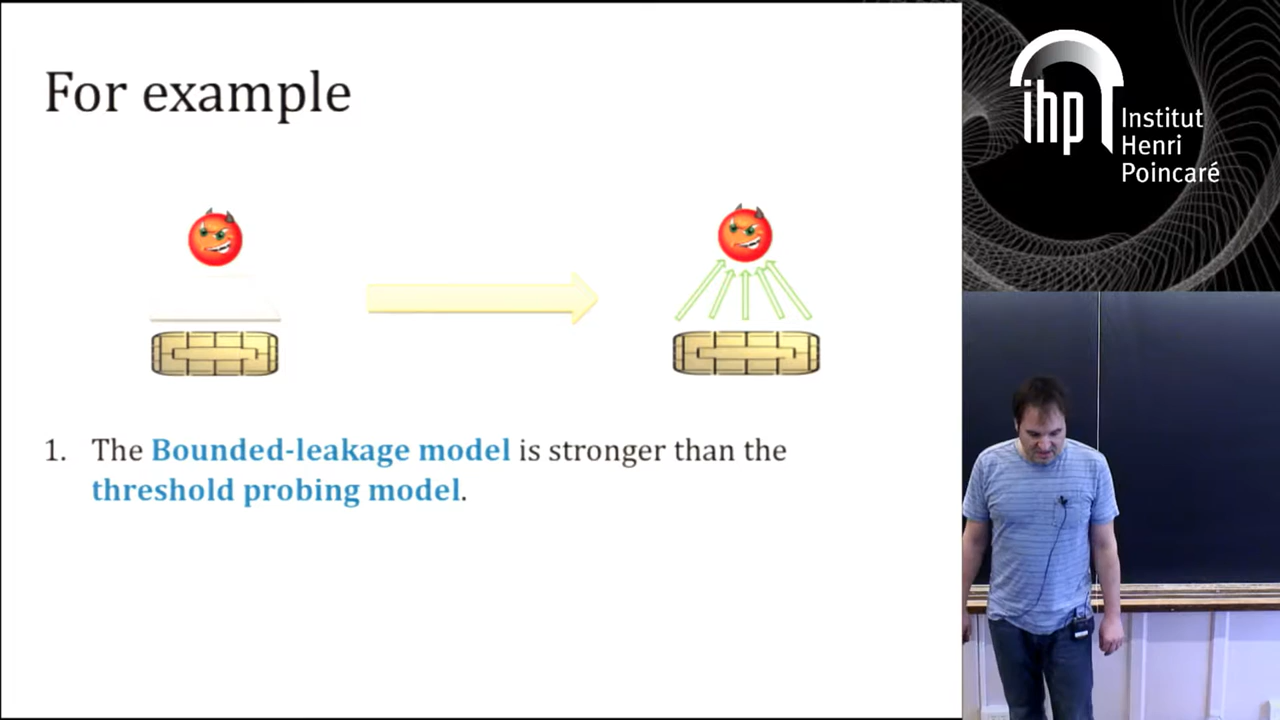 For example
1. The Bounded-leakage model is stronger than the
threshold probing model.
ihp
Institut
Henri
Poincaré